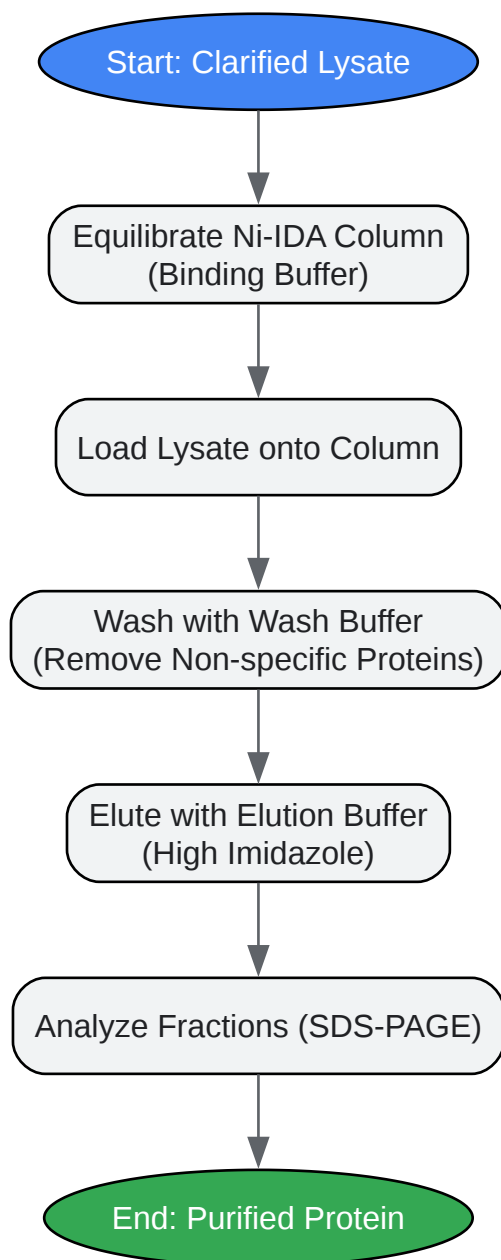 Start: Clarified Lysate
Equilibrate Ni-IDA Column
(Binding Buffer)
Load Lysate onto Column
Wash with Wash Buffer
(Remove Non-specific Proteins)
Elute with Elution Buffer
(High Imidazole)
Analyze Fractions (SDS-PAGE)
End: Purified Protein